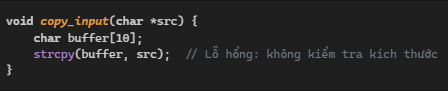 void copy_input(char *src) {
    char buffer[10];
    strcpy(buffer, src);  // Lỗ hổng: không kiểm tra kích thước
}